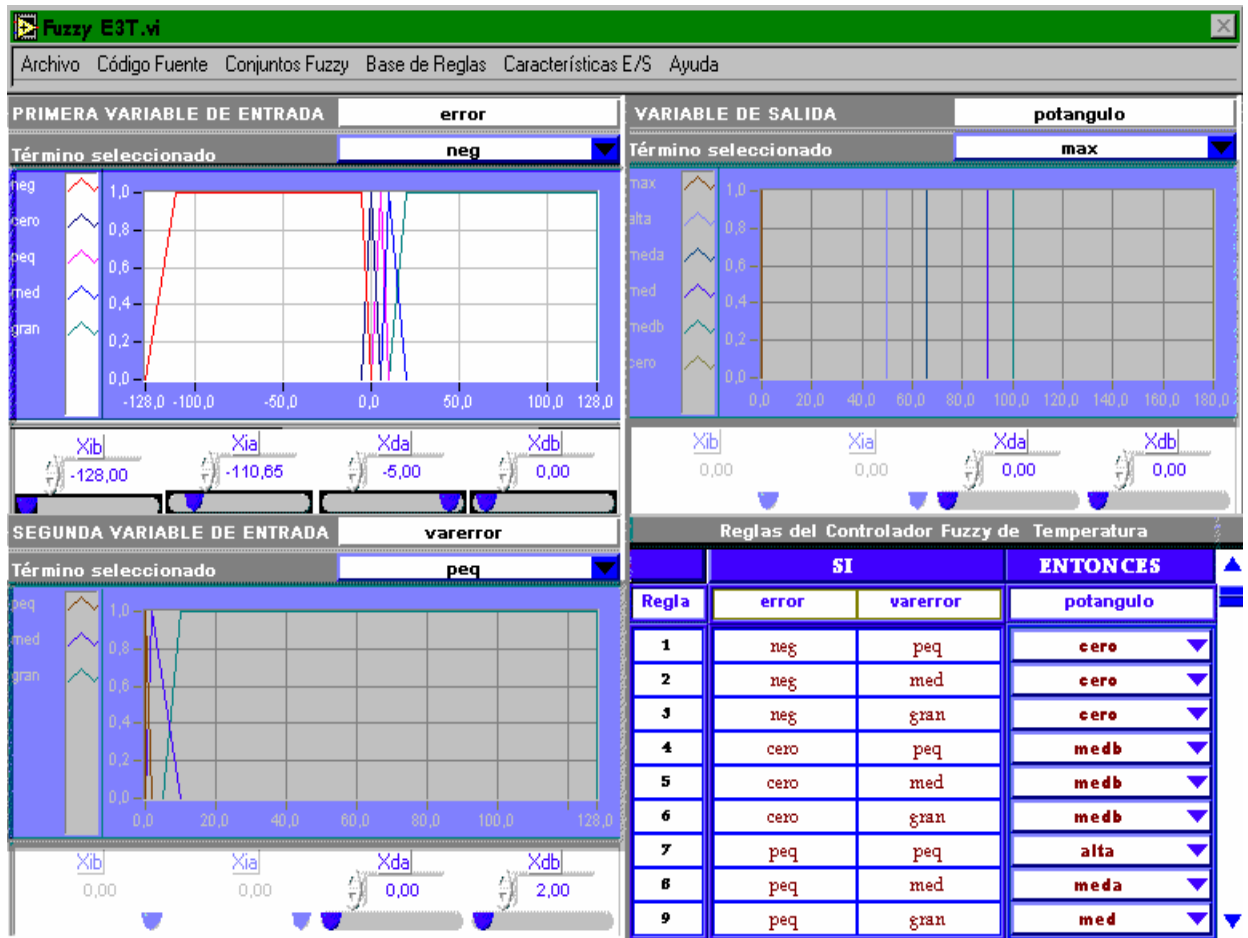 Fuzzy E3T.vi
Archivo Código Fuente Conjuntos Fuzzy Base de Reglas Características E/S Ayuda
PRIMERA VARIABLE DE ENTRADA error
Término seleccionado neg
neg
cero
peq
med
gran
1,0
0,8
0,6
0,4
0,2
0,0
-128,0 -100,0 -50,0 0,0 50,0 100,0 128,0
Xib Xia Xda Xdb
-128,00 -110,65 -5,00 0,00
VARIABLE DE SALIDA potangulo
Término seleccionado max
max
alta
meda
med
medb
cero
1,0
0,8
0,6
0,4
0,2
0,0
0,0 20,0 40,0 60,0 80,0 100,0 120,0 140,0 160,0 180,0
Xib Xia Xda Xdb
0,00 0,00 0,00 0,00
SEGUNDA VARIABLE DE ENTRADA varerror
Término seleccionado peq
peq
med
gran
1,0
0,8
0,6
0,4
0,2
0,0
0,0 20,0 40,0 60,0 80,0 100,0 128,0
Xib Xia Xda Xdb
0,00 0,00 0,00 2,00
Reglas del Controlador Fuzzy de Temperatura
SI ENTONCES
Regla error varerror potangulo
1 neg peq cero
2 neg med cero
3 neg gran cero
4 cero peq medb
5 cero med medb
6 cero gran medb
7 peq peq alta
8 peq med meda
9 peq gran med